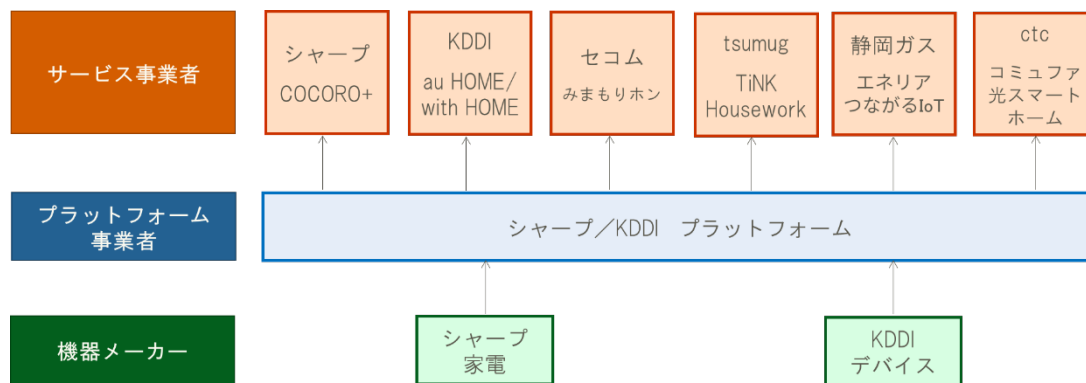 サービス事業者
シャープ
COCORO+
KDDI
au HOME/
with HOME
セコム
みまもりホン
tsumug
TiNK
Housework
静岡ガス
エネリア
つながるIoT
ctc
コミュファ
光スマート
ホーム
プラットフォーム
事業者
シャープ／KDDI　プラットフォーム
機器メーカー
シャープ
家電
KDDI
デバイス